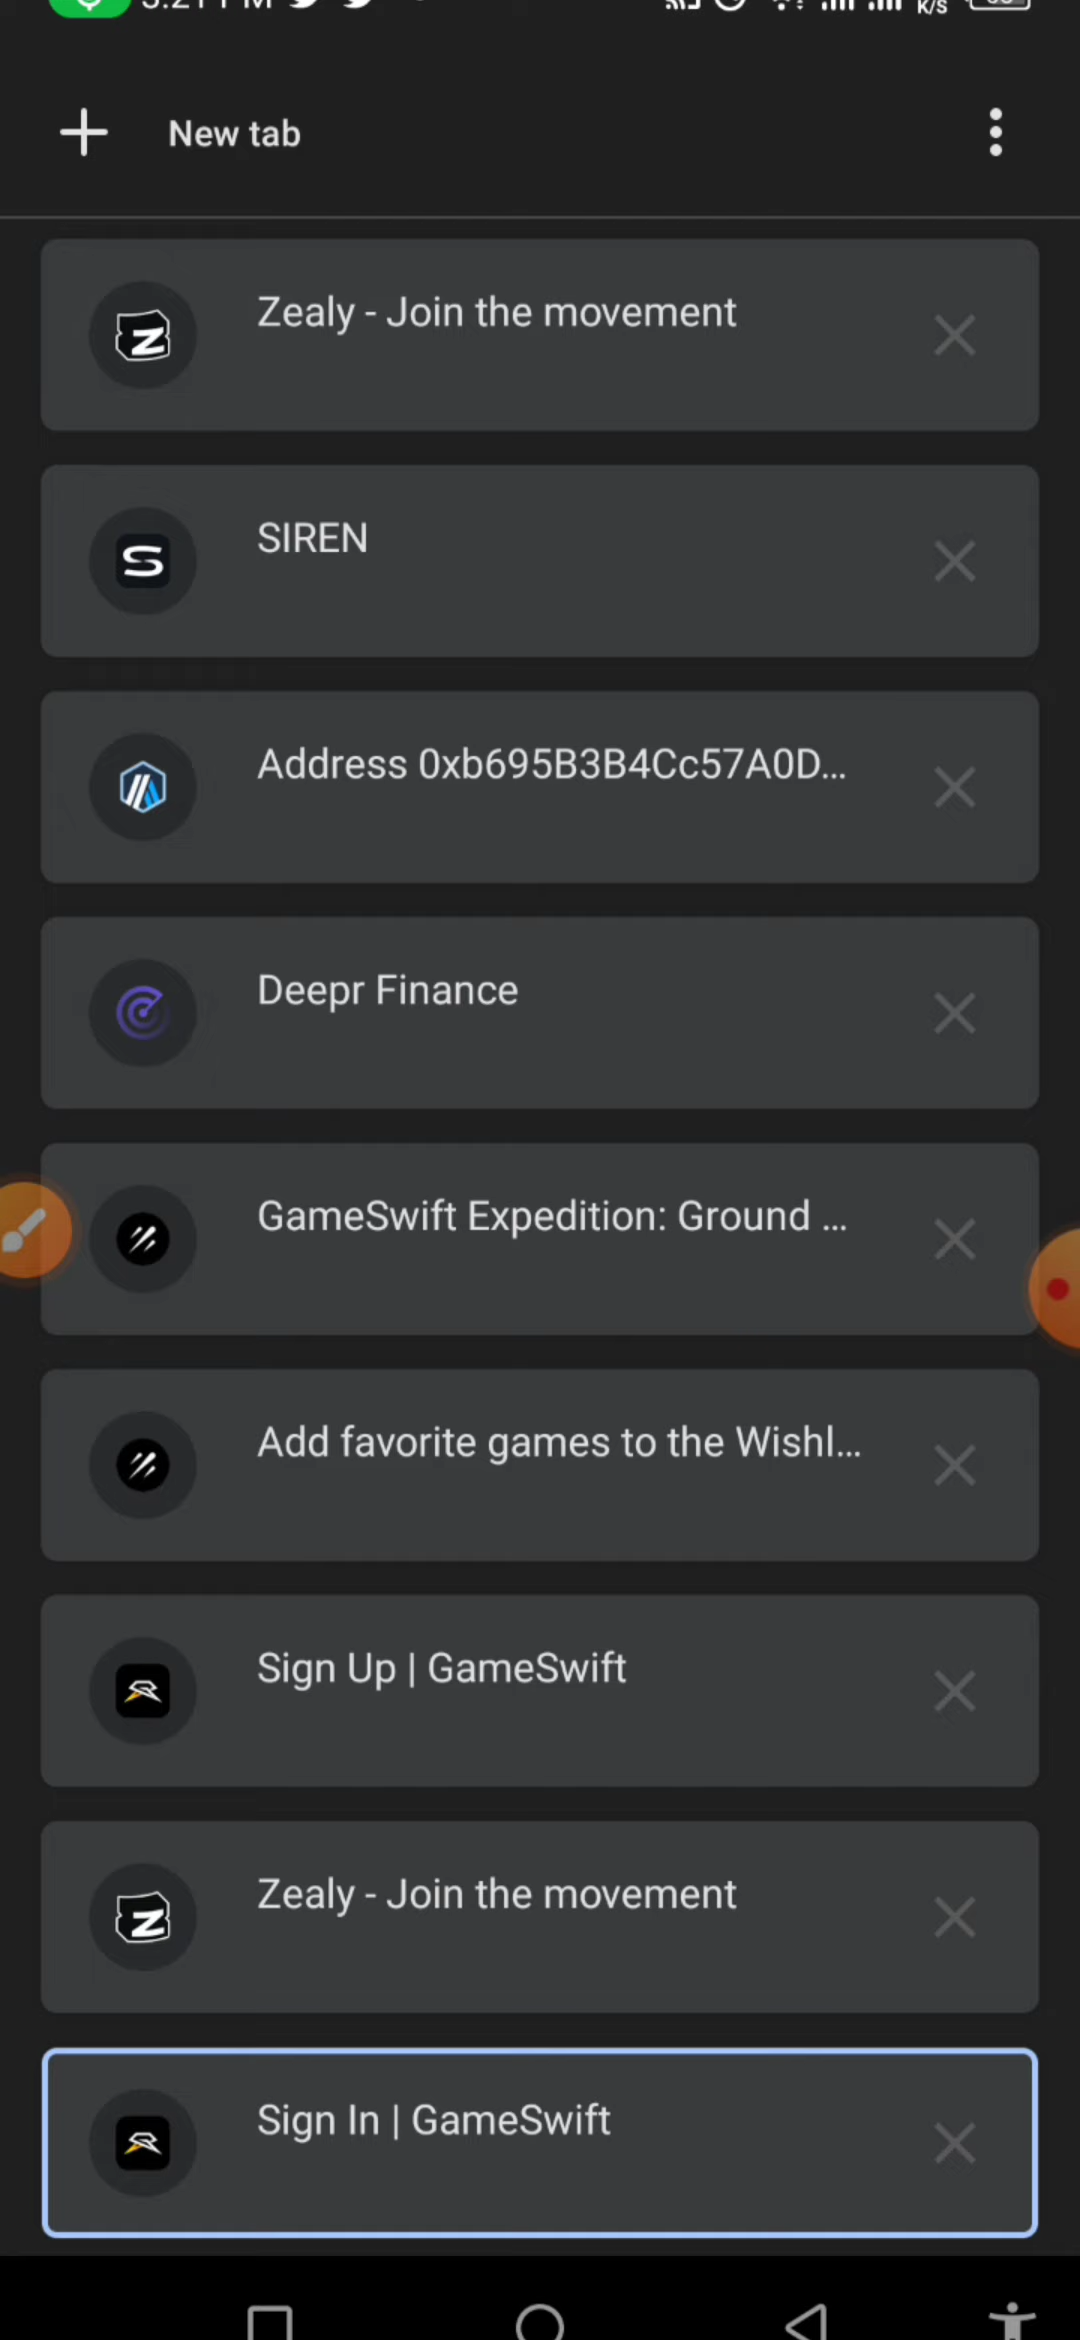 New tab
Zealy - Join the movement
SIREN
Address 0xb695B3B4Cc57A0D...
Deepr Finance
GameSwift Expedition: Ground ...
Add favorite games to the Wishl...
Sign Up | GameSwift
Zealy - Join the movement
Sign In | GameSwift